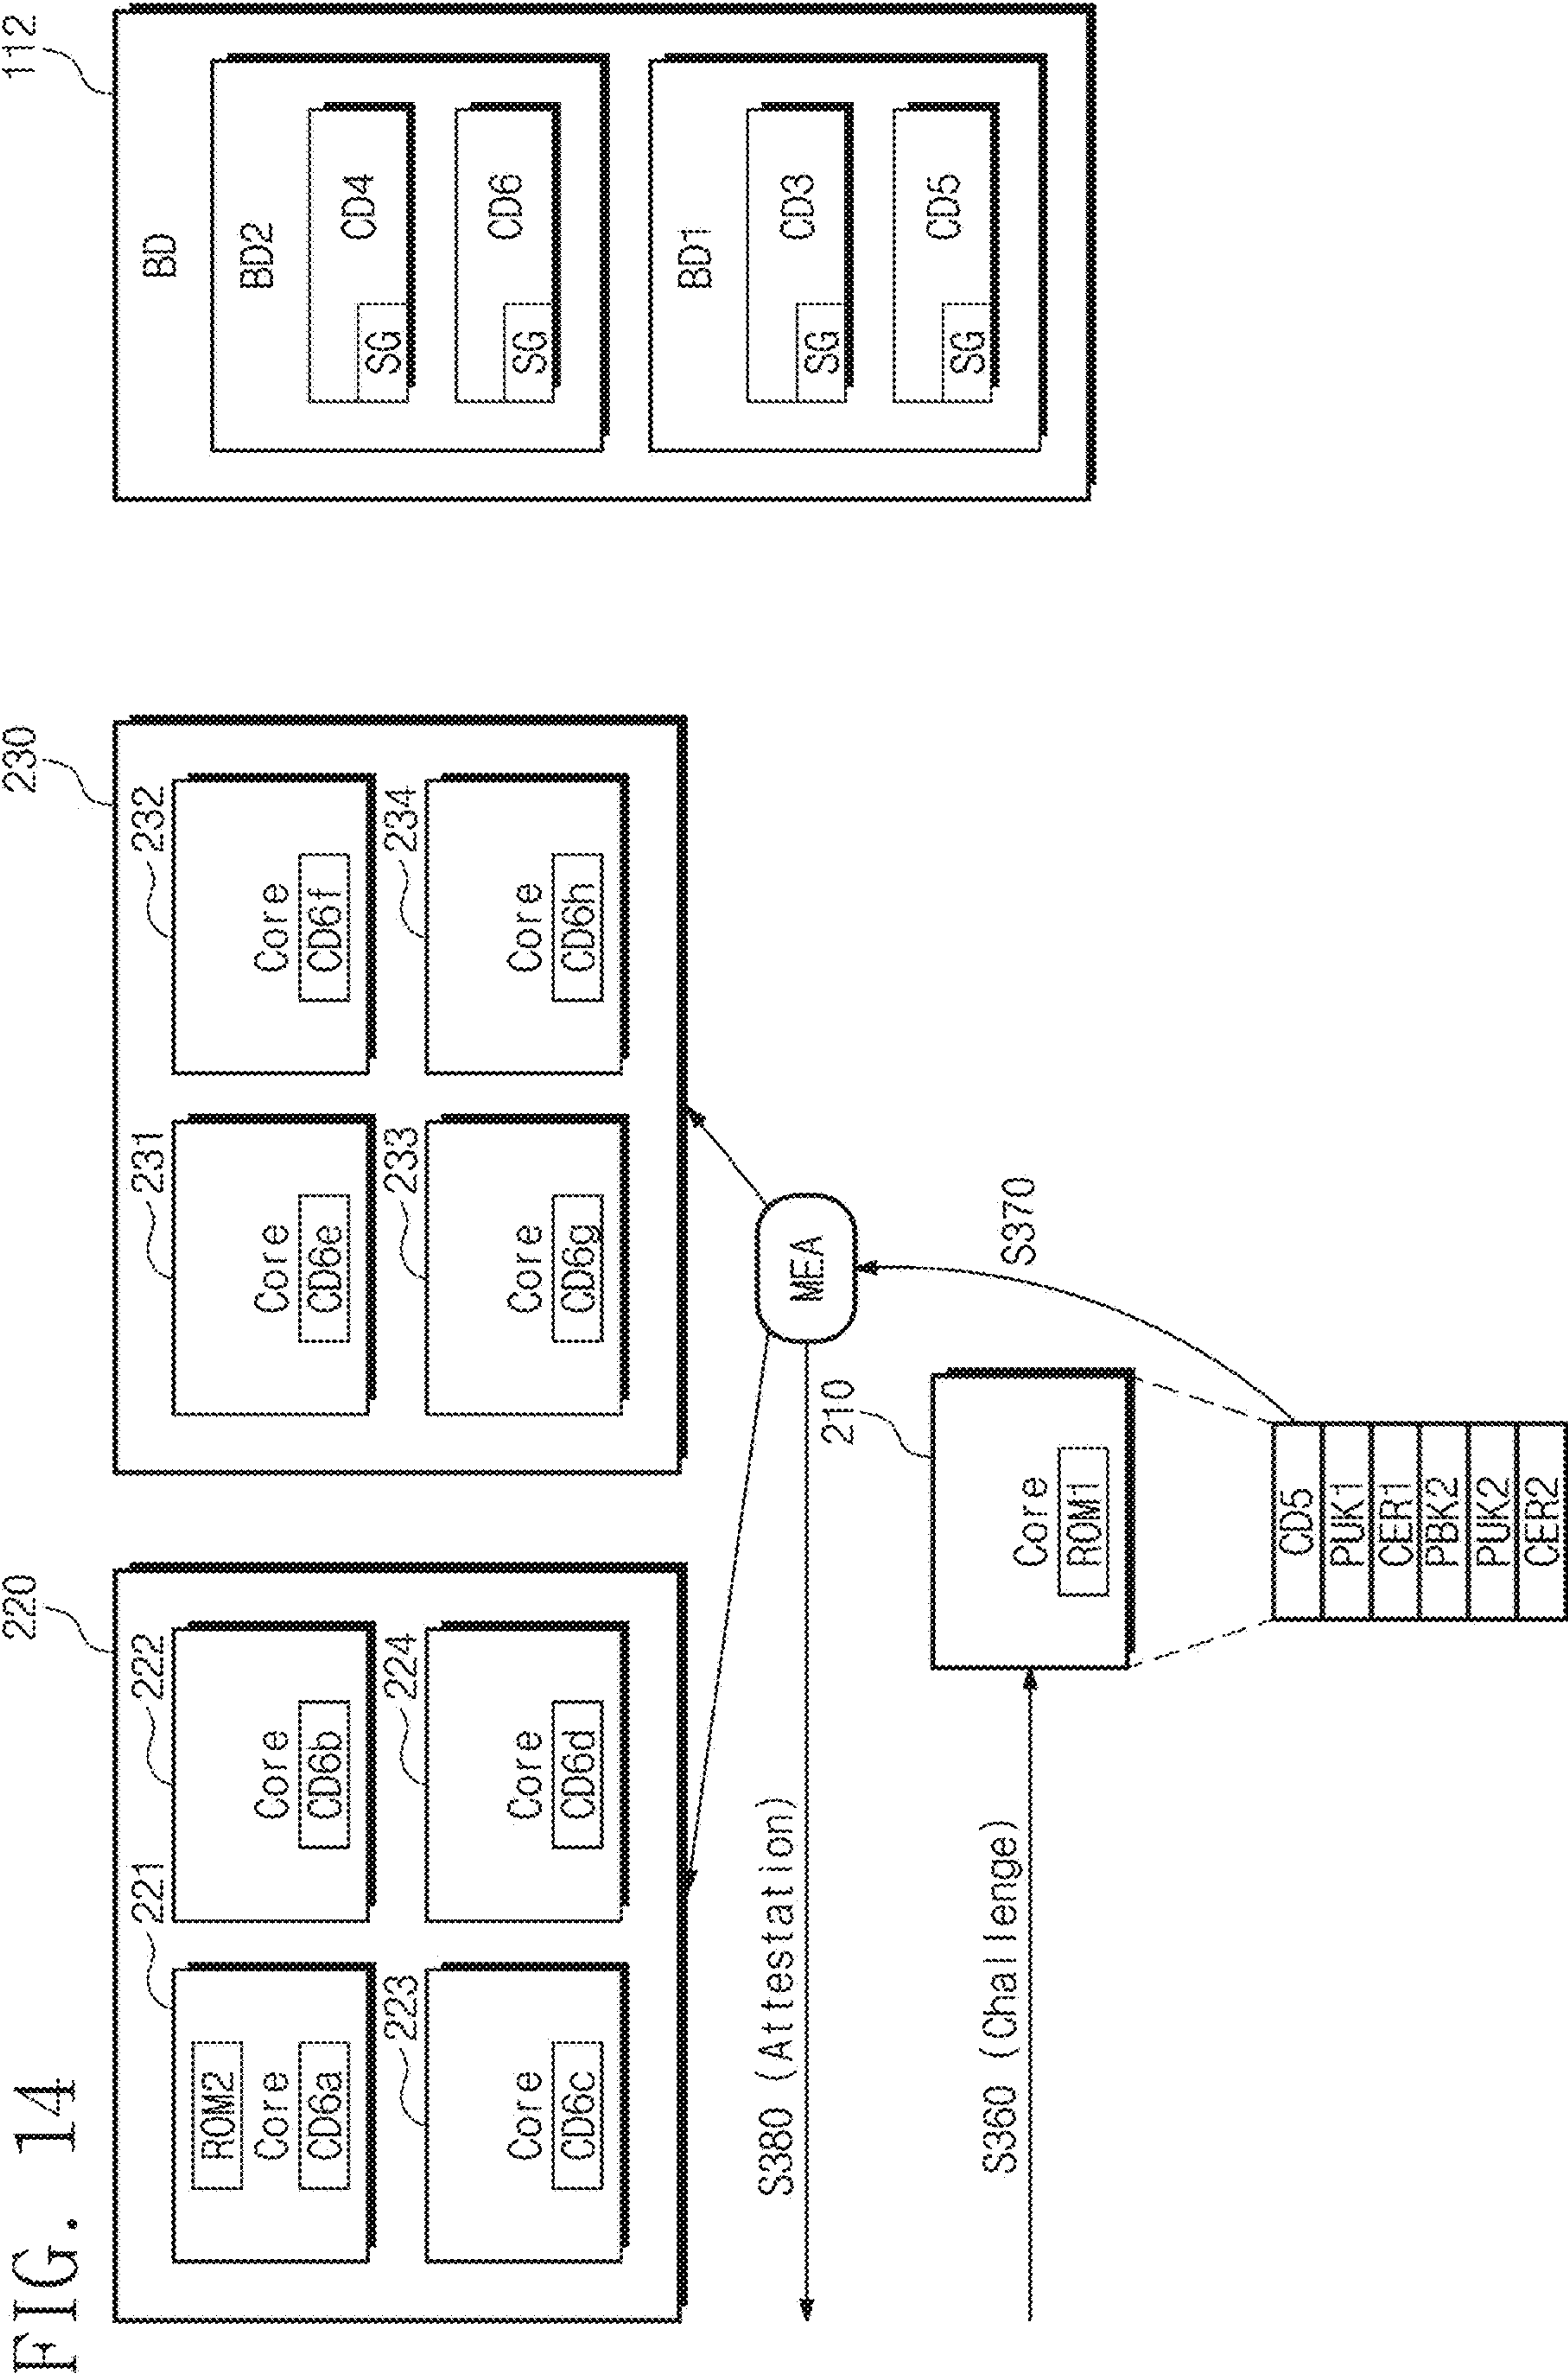 FIG. 14
220
230
112
221
222
231
232
BD
ROM2
Core
CD6a
Core
CD6b
Core
CD6e
Core
CD6f
BD2
SG
CD4
223
224
233
234
Core
CD6c
Core
CD6d
Core
CD6g
Core
CD6h
SG
CD6
BD1
S380 (Attestation)
MEA
SG
CD3
210
S360 (Challenge)
Core
ROM1
S370
SG
CD5
CD5
PUK1
CER1
PBK2
PUK2
CER2